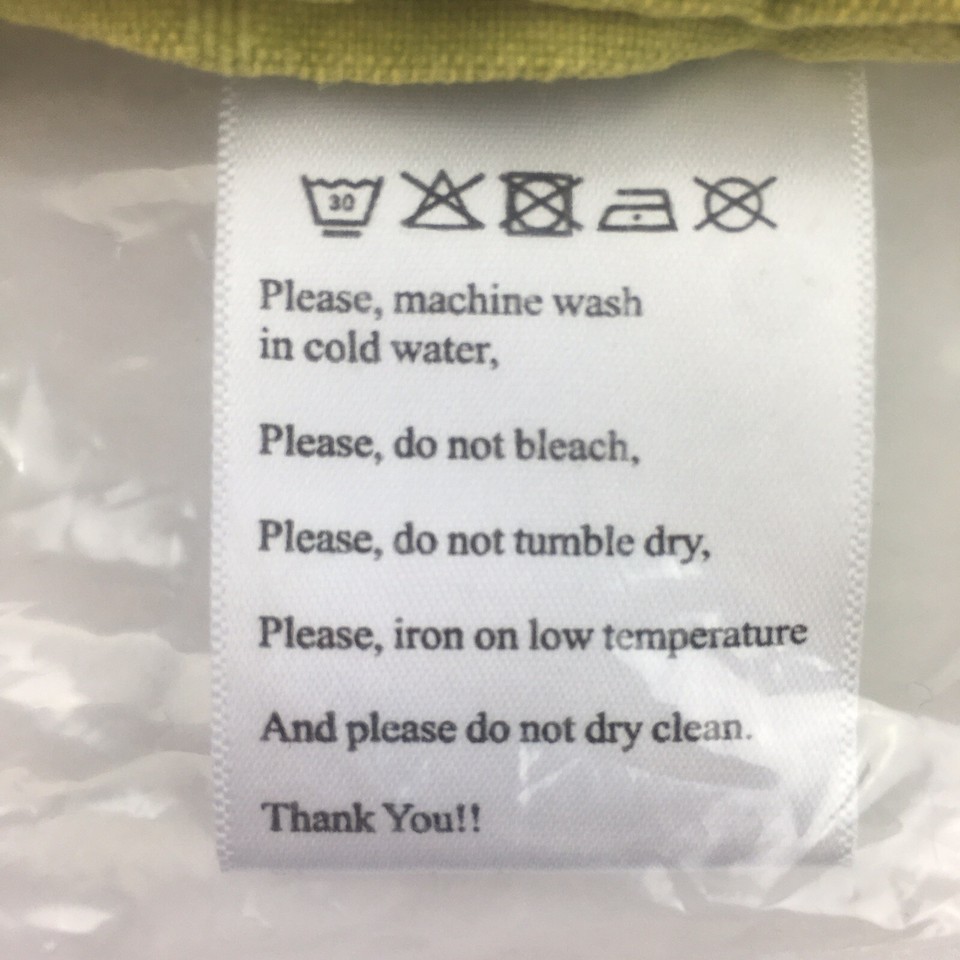 30
Please, machine wash
in cold water,
Please, do not bleach,
Please, do not tumble dry,
Please, iron on low temperature
And please do not dry clean.
Thank You!!